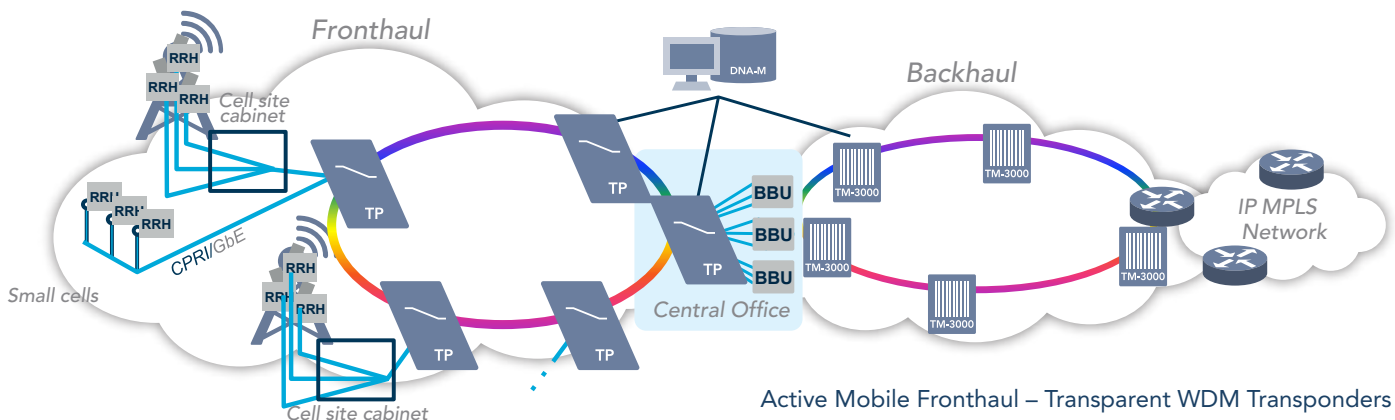 Fronthaul
Backhaul
DNA-M
RRH
RRH
RRH
RRH
Cell site
cabinet
TP
TP
TM-3000
TM-3000
RRH
RRH
RRH
BBU
BBU
BBU
TP
TM-3000
TM-3000
IP MPLS
Network
CPRI/GbE
Small cells
RRH
RRH
RRH
TP
TP
Central Office
TM-3000
Cell site cabinet
Active Mobile Fronthaul – Transparent WDM Transponders